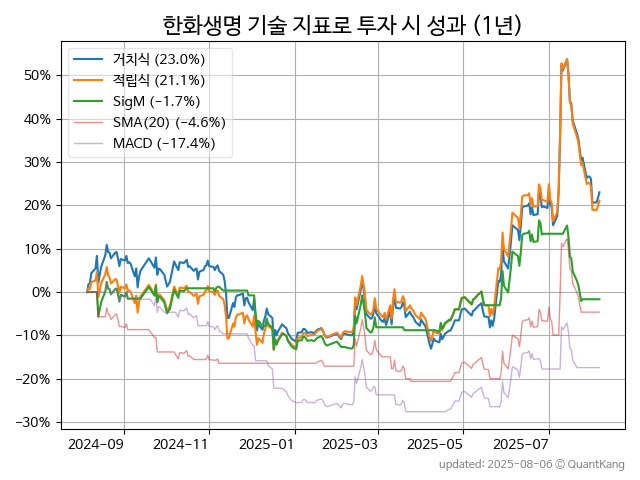 한화생명 기술 지표로 투자 시 성과 (1년)
거치식 (23.0%)
적립식 (21.1%)
SigM (−1.7%)
SMA(20) (−4.6%)
MACD (−17.4%)
50%
40%
30%
20%
10%
0%
−10%
−20%
−30%
2024-09 2024-11 2025-01 2025-03 2025-05 2025-07
updated: 2025-08-06 © QuantKang